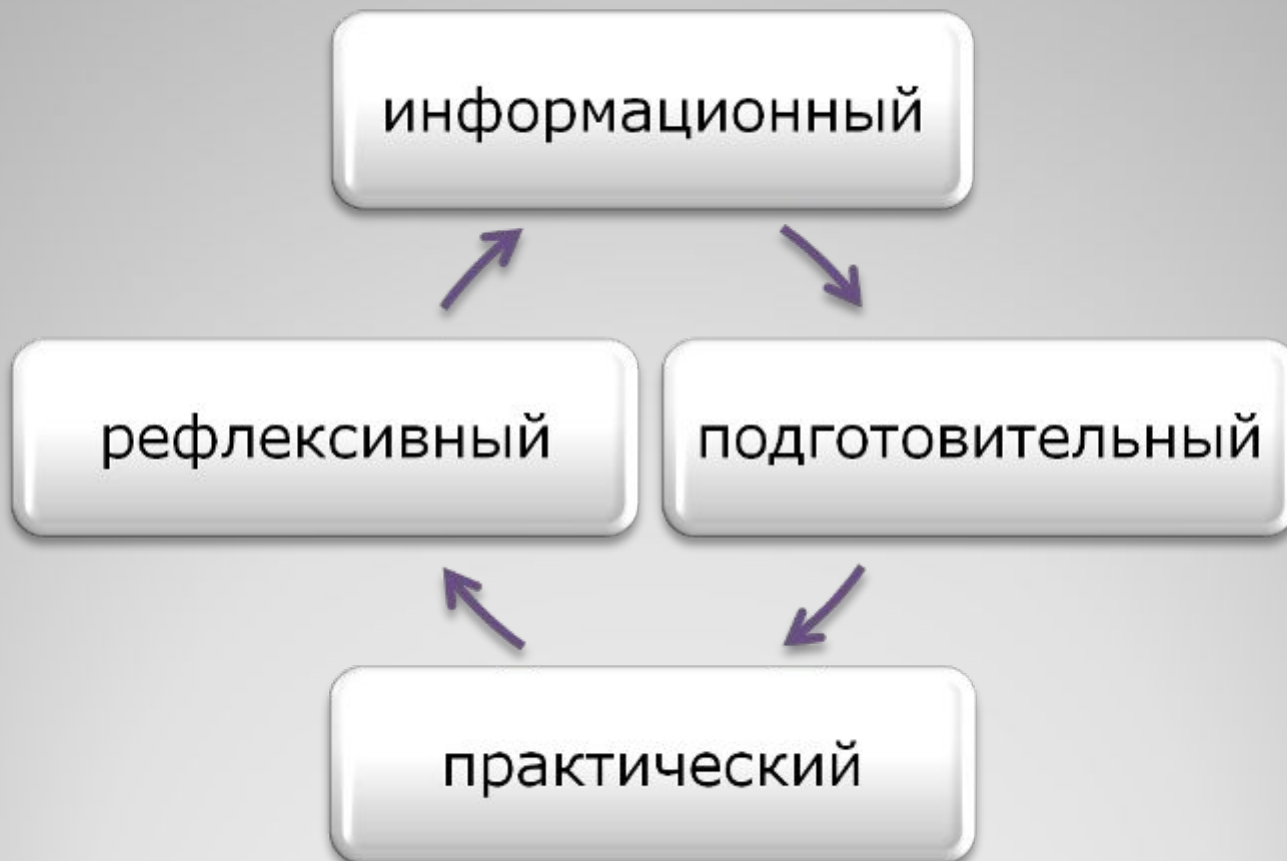 информационный
рефлексивный
подготовительный
практический